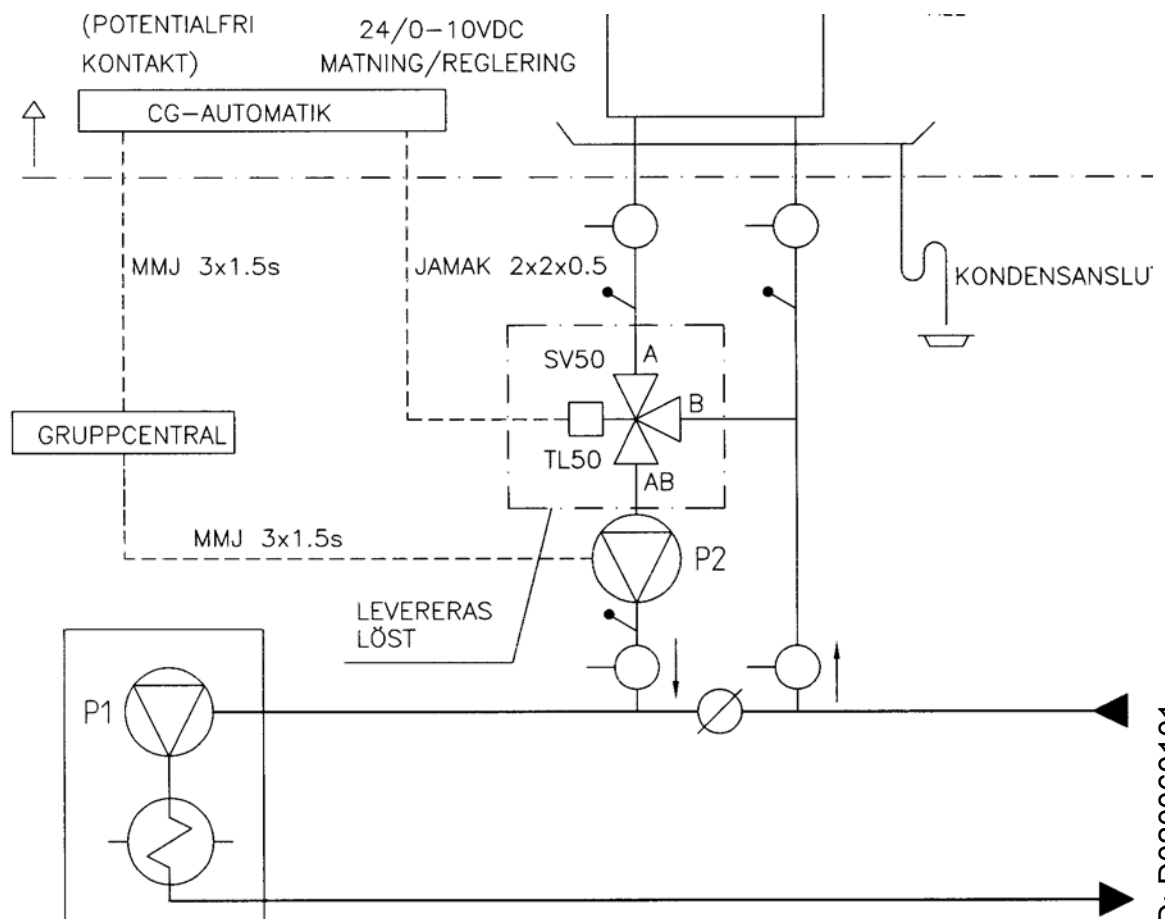 (POTENTIALFRI
KONTAKT)
24/0-10VDC
MATNING/REGLERING
CG-AUTOMATIK
MMJ 3x1.5s
JAMAK 2x2x0.5
KONDENSANSLU
SV50
A
B
TL50
AB
GRUPPCENTRAL
MMJ 3x1.5s
P2
LEVERERAS
LÖST
P1